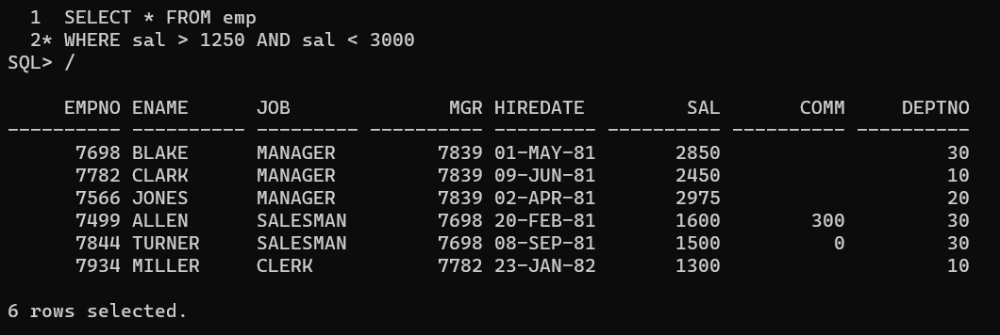 1  SELECT * FROM emp
  2* WHERE sal > 1250 AND sal < 3000
SQL> /
     EMPNO ENAME      JOB              MGR HIREDATE         SAL       COMM     DEPTNO
---------- ---------- --------- ---------- --------- ---------- ---------- ----------
      7698 BLAKE      MANAGER         7839 01-MAY-81       2850                    30
      7782 CLARK      MANAGER         7839 09-JUN-81       2450                    10
      7566 JONES      MANAGER         7839 02-APR-81       2975                    20
      7499 ALLEN      SALESMAN        7698 20-FEB-81       1600        300         30
      7844 TURNER     SALESMAN        7698 08-SEP-81       1500          0         30
      7934 MILLER     CLERK           7782 23-JAN-82       1300                    10
6 rows selected.